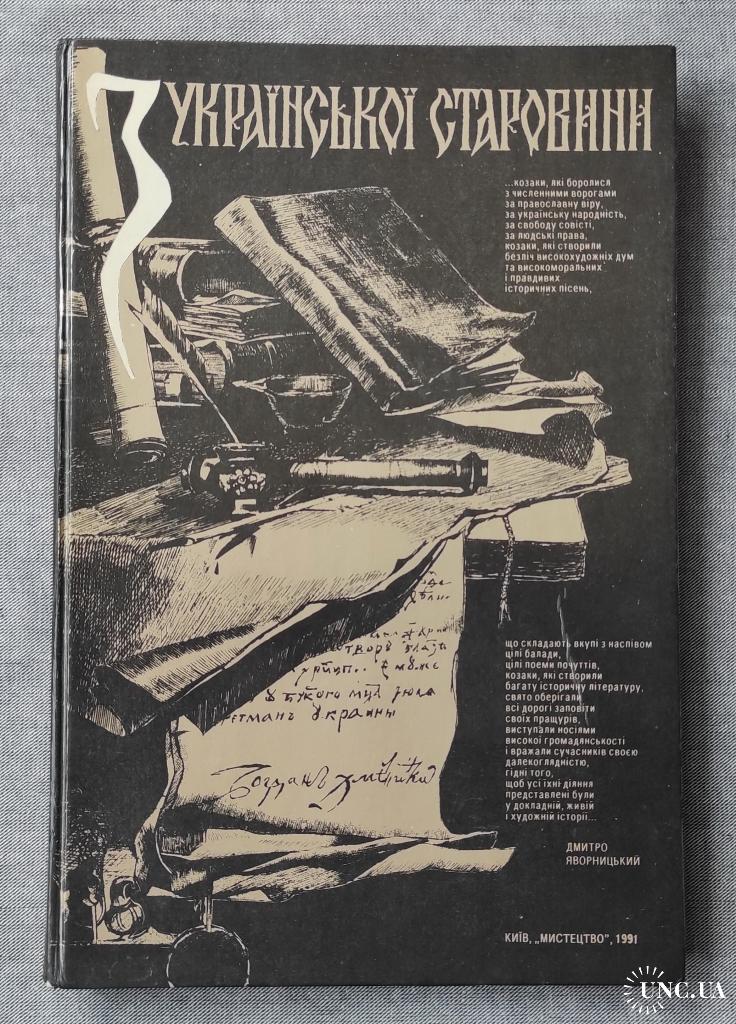 З УКРАЇНСЬКОЇ СТАРОВИНИ
...козаки, які боролися
з численними ворогами
за православну віру,
за українську народність,
за свободу совісті,
за людські права,
козаки, які створили
безліч високохудожніх дум
та високоморальних
і правдивих
історичних пісень,
що складають вкупі з наспівом
цілі балади,
цілі поеми почуттів,
козаки, які створили
багату історичну літературу,
свято оберігали
всі дорогі заповіти
своїх пращурів,
виступали носіями
високої громадянськості
і вражали сучасників своєю
далекоглядністю,
гідні того,
щоб усі їхні діяння
представлені були
у докладній, живій
і художній історії...
ДМИТРО
ЯВОРНИЦЬКИЙ
етманъ украины
Богданъ
КИЇВ, „МИСТЕЦТВО", 1991
UNC.UA